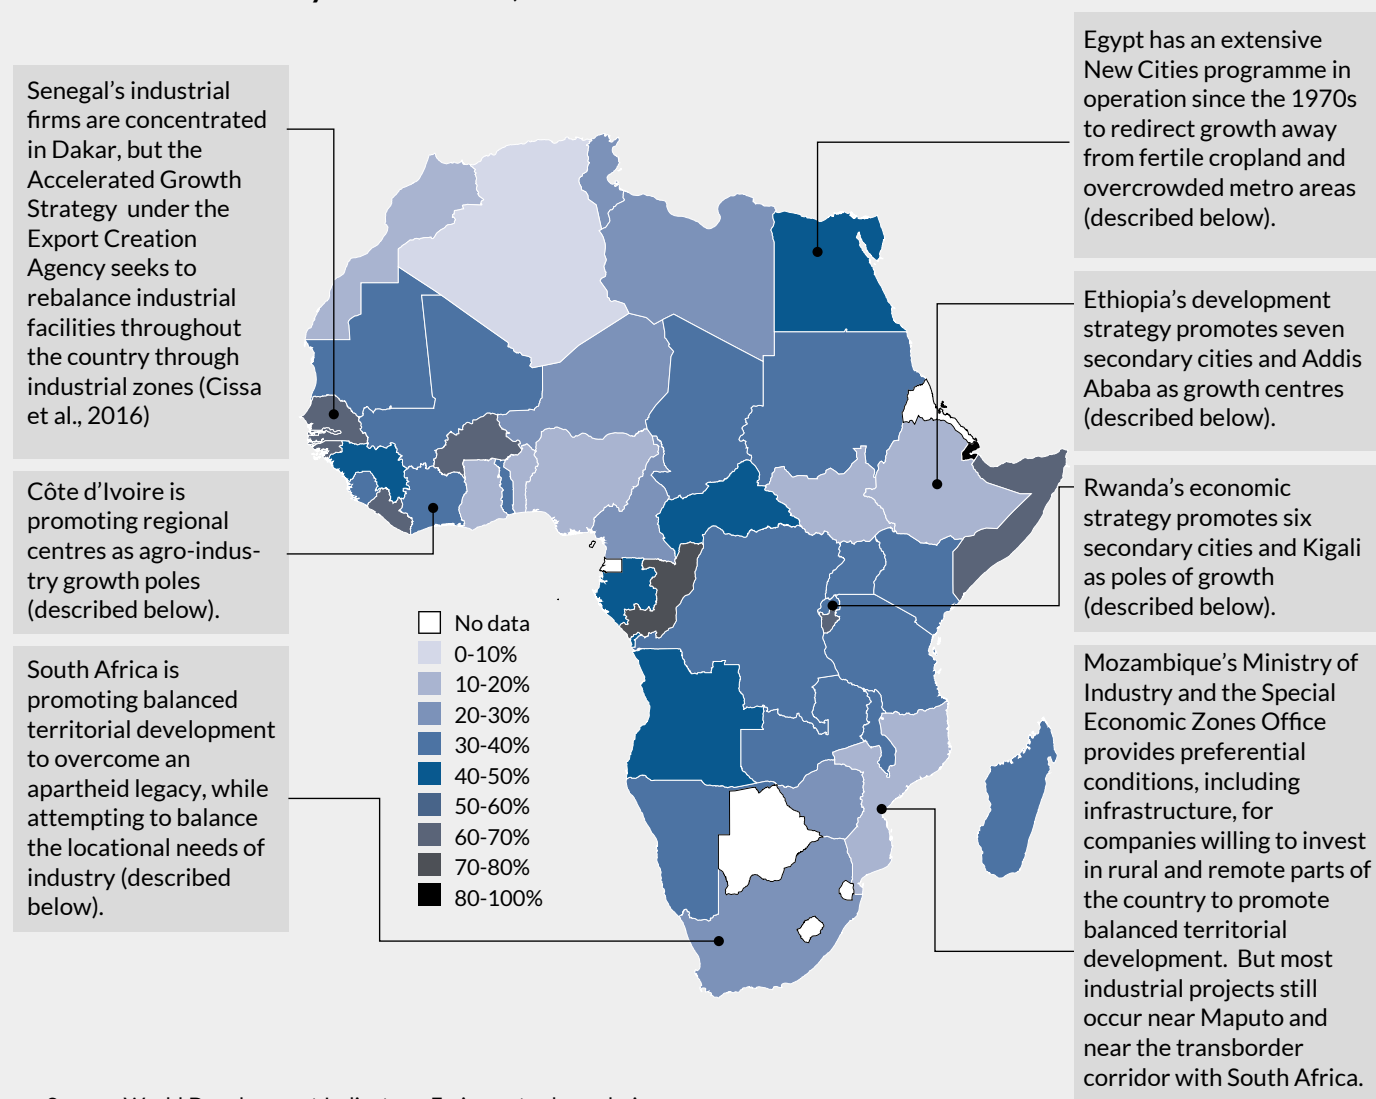 Senegal’s industrial
firms are concentrated
in Dakar, but the
Accelerated Growth
Strategy under the
Export Creation
Agency seeks to
rebalance industrial
facilities throughout
the country through
industrial zones (Cissa
et al., 2016)
Côte d’Ivoire is
promoting regional
centres as agro-indus-
try growth poles
(described below).
South Africa is
promoting balanced
territorial development
to overcome an
apartheid legacy, while
attempting to balance
the locational needs of
industry (described
below).
No data
0-10%
10-20%
20-30%
30-40%
40-50%
50-60%
60-70%
70-80%
80-100%
Egypt has an extensive
New Cities programme in
operation since the 1970s
to redirect growth away
from fertile cropland and
overcrowded metro areas
(described below).
Ethiopia’s development
strategy promotes seven
secondary cities and Addis
Ababa as growth centres
(described below).
Rwanda’s economic
strategy promotes six
secondary cities and Kigali
as poles of growth
(described below).
Mozambique’s Ministry of
Industry and the Special
Economic Zones Office
provides preferential
conditions, including
infrastructure, for
companies willing to invest
in rural and remote parts of
the country to promote
balanced territorial
development. But most
industrial projects still
occur near Maputo and
near the transborder
corridor with South Africa.